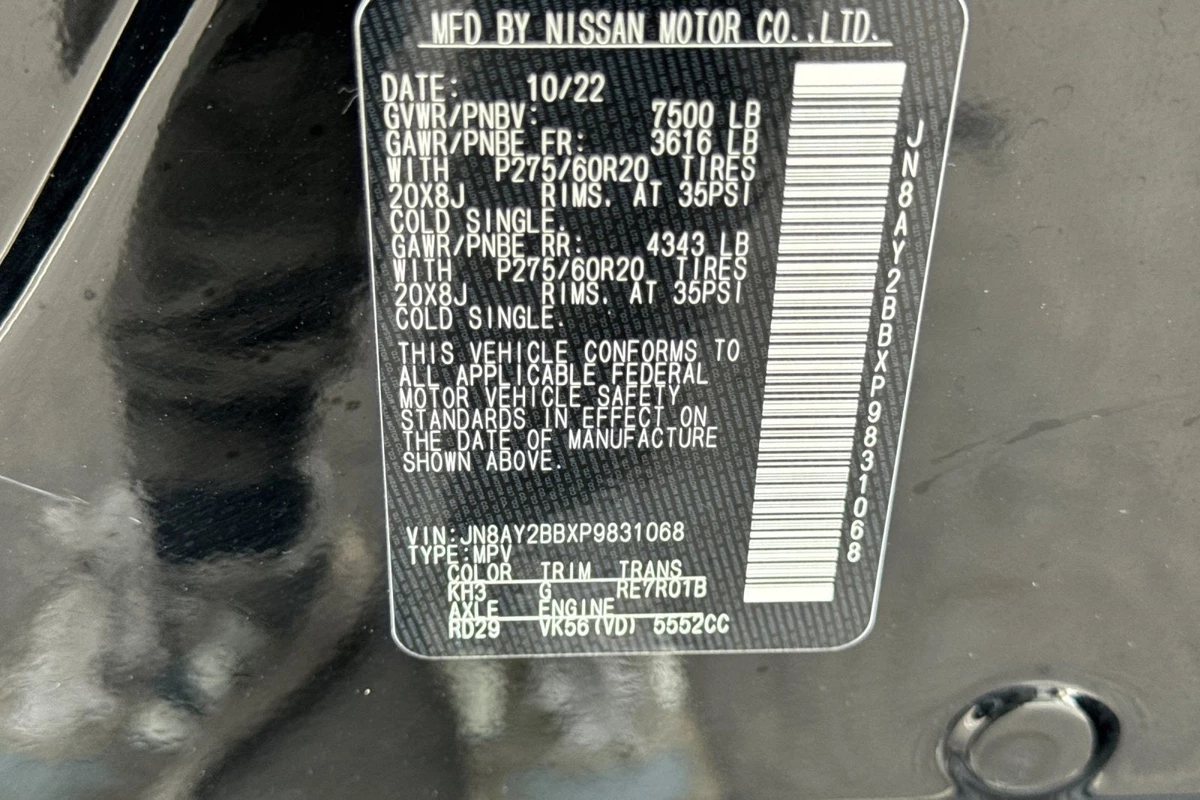 MFD BY NISSAN MOTOR CO.,LTD.
DATE: 10/22
GVWR/PNBV: 7500 LB
GAWR/PNBE FR: 3616 LB
WITH P275/60R20 TIRES
20X8J RIMS. AT 35PSI
COLD SINGLE.
GAWR/PNBE RR: 4343 LB
WITH P275/60R20 TIRES
20X8J RIMS. AT 35PSI
COLD SINGLE.
THIS VEHICLE CONFORMS TO
ALL APPLICABLE FEDERAL
MOTOR VEHICLE SAFETY
STANDARDS IN EFFECT ON
THE DATE OF MANUFACTURE
SHOWN ABOVE.
VIN:JN8AY2BBXP9831068
TYPE:MPV
COLOR TRIM TRANS
KH3 G RE7R01B
AXLE ENGINE
RD29 VK56(VD) 5552CC
JN8AY2BBXP9831068